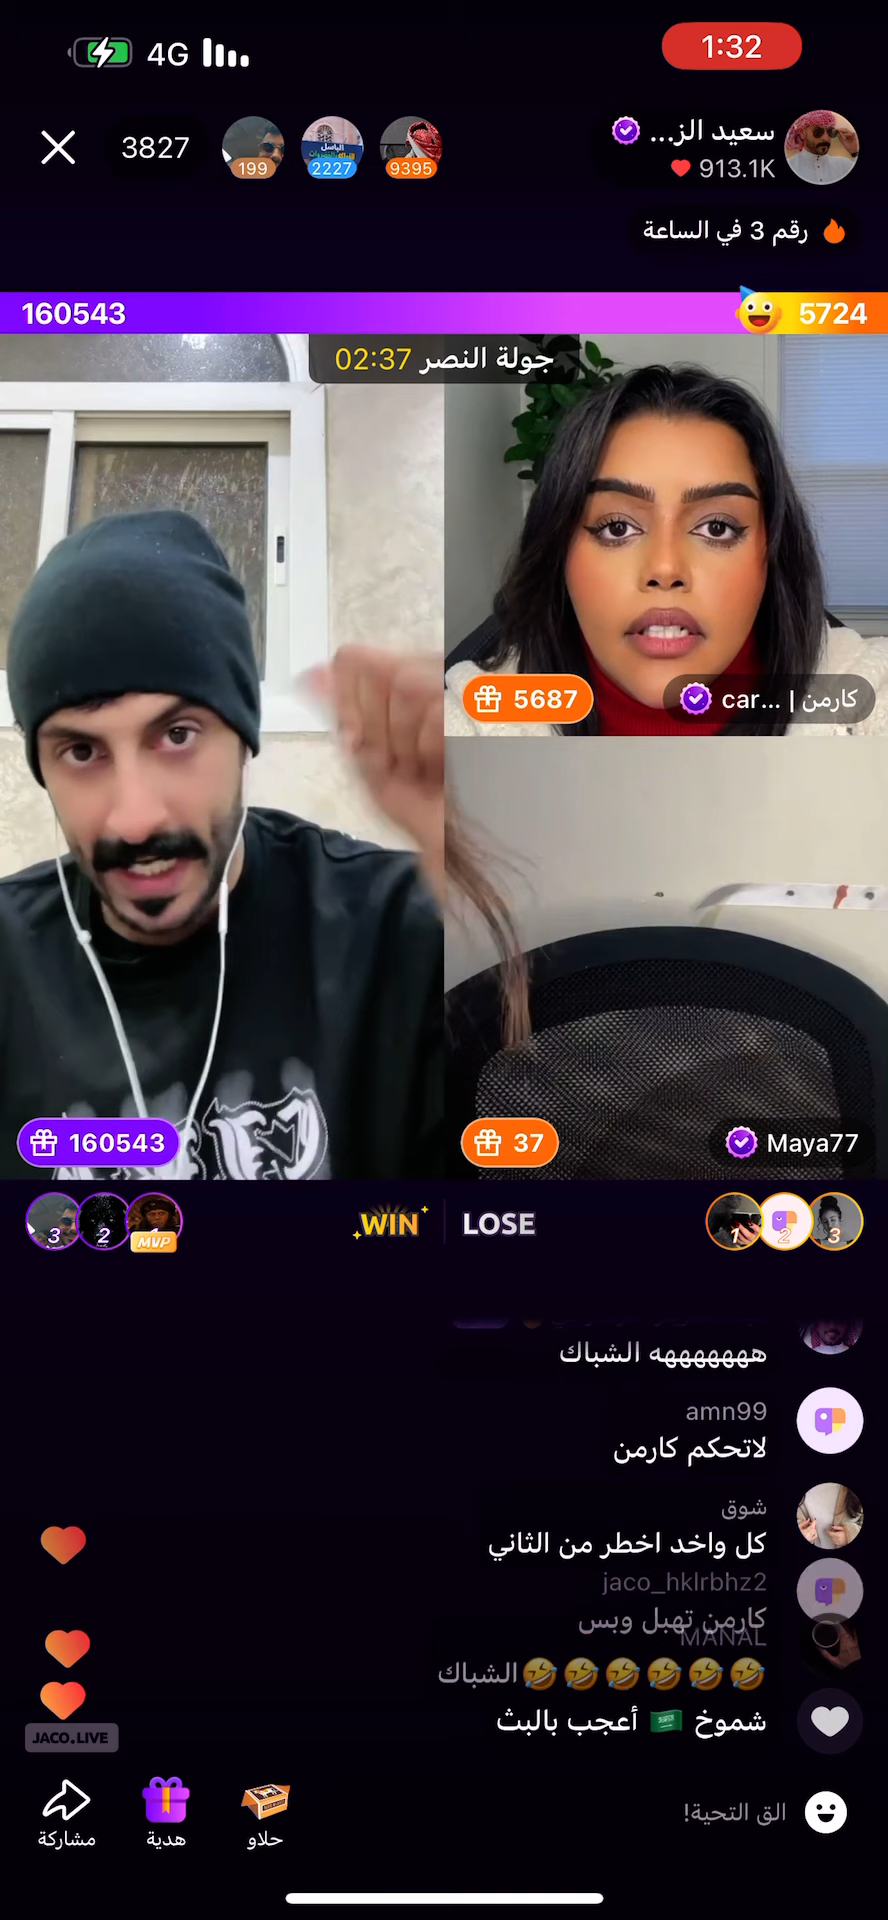 4G
1:32
3827
199
2227
9395
سعيد الز...
913.1K
رقم 3 في الساعة
160543
5724
جولة النصر 02:37
5687
كارمن | car...
160543
37
Maya77
3
2
MVP
WIN
LOSE
1
2
3
هههههههه الشباك
amn99
لاتحكم كارمن
شوق
كل واخد اخطر من الثاني
jaco_hklrbhz2
كارمن تهبل وبس
MANAL
🤣🤣🤣🤣🤣🤣الشباك
شموخ 🇸🇦 أعجب بالبث
JACO.LIVE
مشاركة
هدية
حلاو
الق التحية!